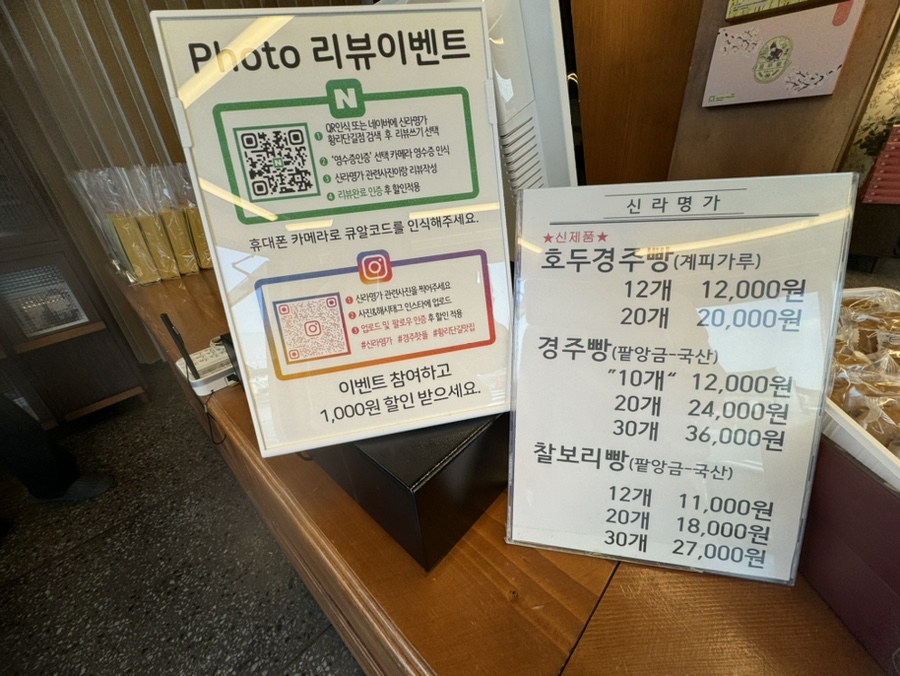 Photo 리뷰이벤트
N
QR인식 또는 네이버에 신라명가
① 황리단길점 검색 후 리뷰쓰기 선택
② '영수증인증' 선택 카메라 영수증 인식
③ 신라명가 관련사진이랑 리뷰작성
④ 리뷰완료 인증 후 할인적용
휴대폰 카메라로 큐알코드를 인식해주세요.
① 신라명가 관련사진을 찍어주세요
② 사진&해시태그 인스타에 업로드
③ 업로드 및 팔로우 인증 후 할인 적용
#신라명가 #경주핫플 #황리단길맛집
이벤트 참여하고
1,000원 할인 받으세요.
신라명가
★신제품★
호두경주빵(계피가루)
12개 12,000원
20개 20,000원
경주빵(팥앙금-국산)
"10개" 12,000원
20개 24,000원
30개 36,000원
찰보리빵(팥앙금-국산)
12개 11,000원
20개 18,000원
30개 27,000원